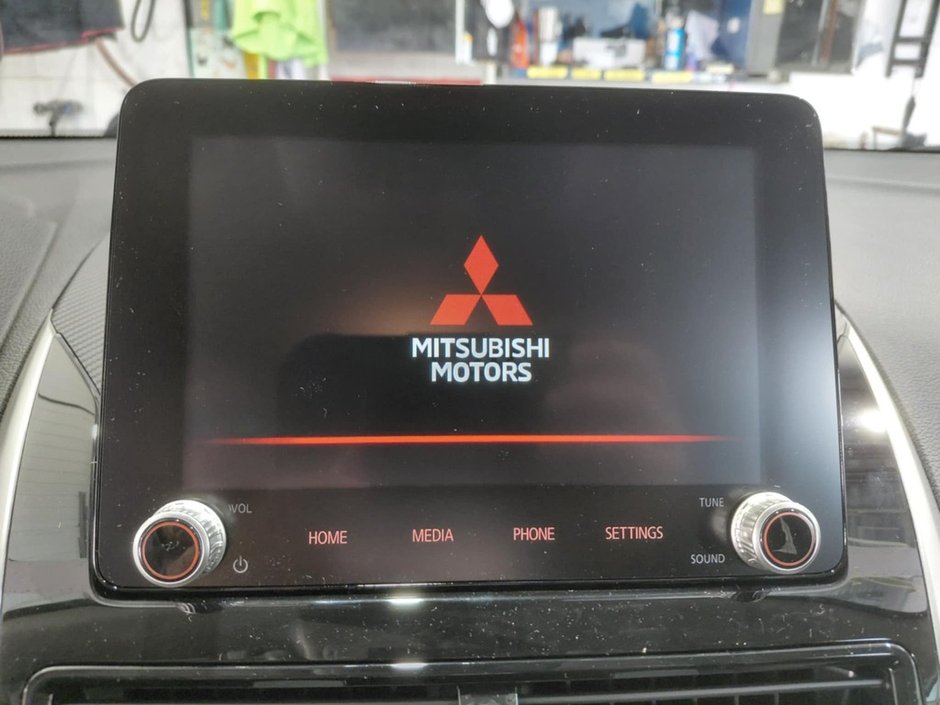 MITSUBISHI
MOTORS
VOL
TUNE
HOME MEDIA PHONE SETTINGS
SOUND